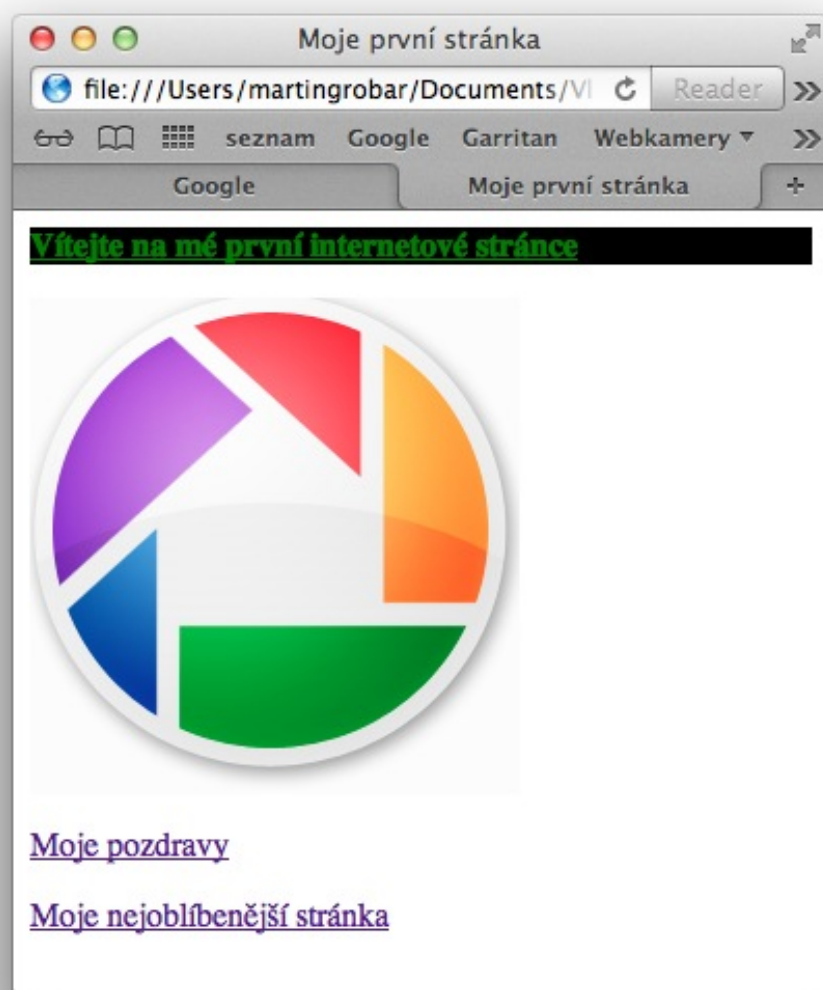 Moje první stránka
file:///Users/martingrobar/Documents/Vl
Reader
seznam Google Garritan Webkamery
Google Moje první stránka
Vítejte na mé první internetové stránce
Moje pozdravy
Moje nejoblíbenější stránka